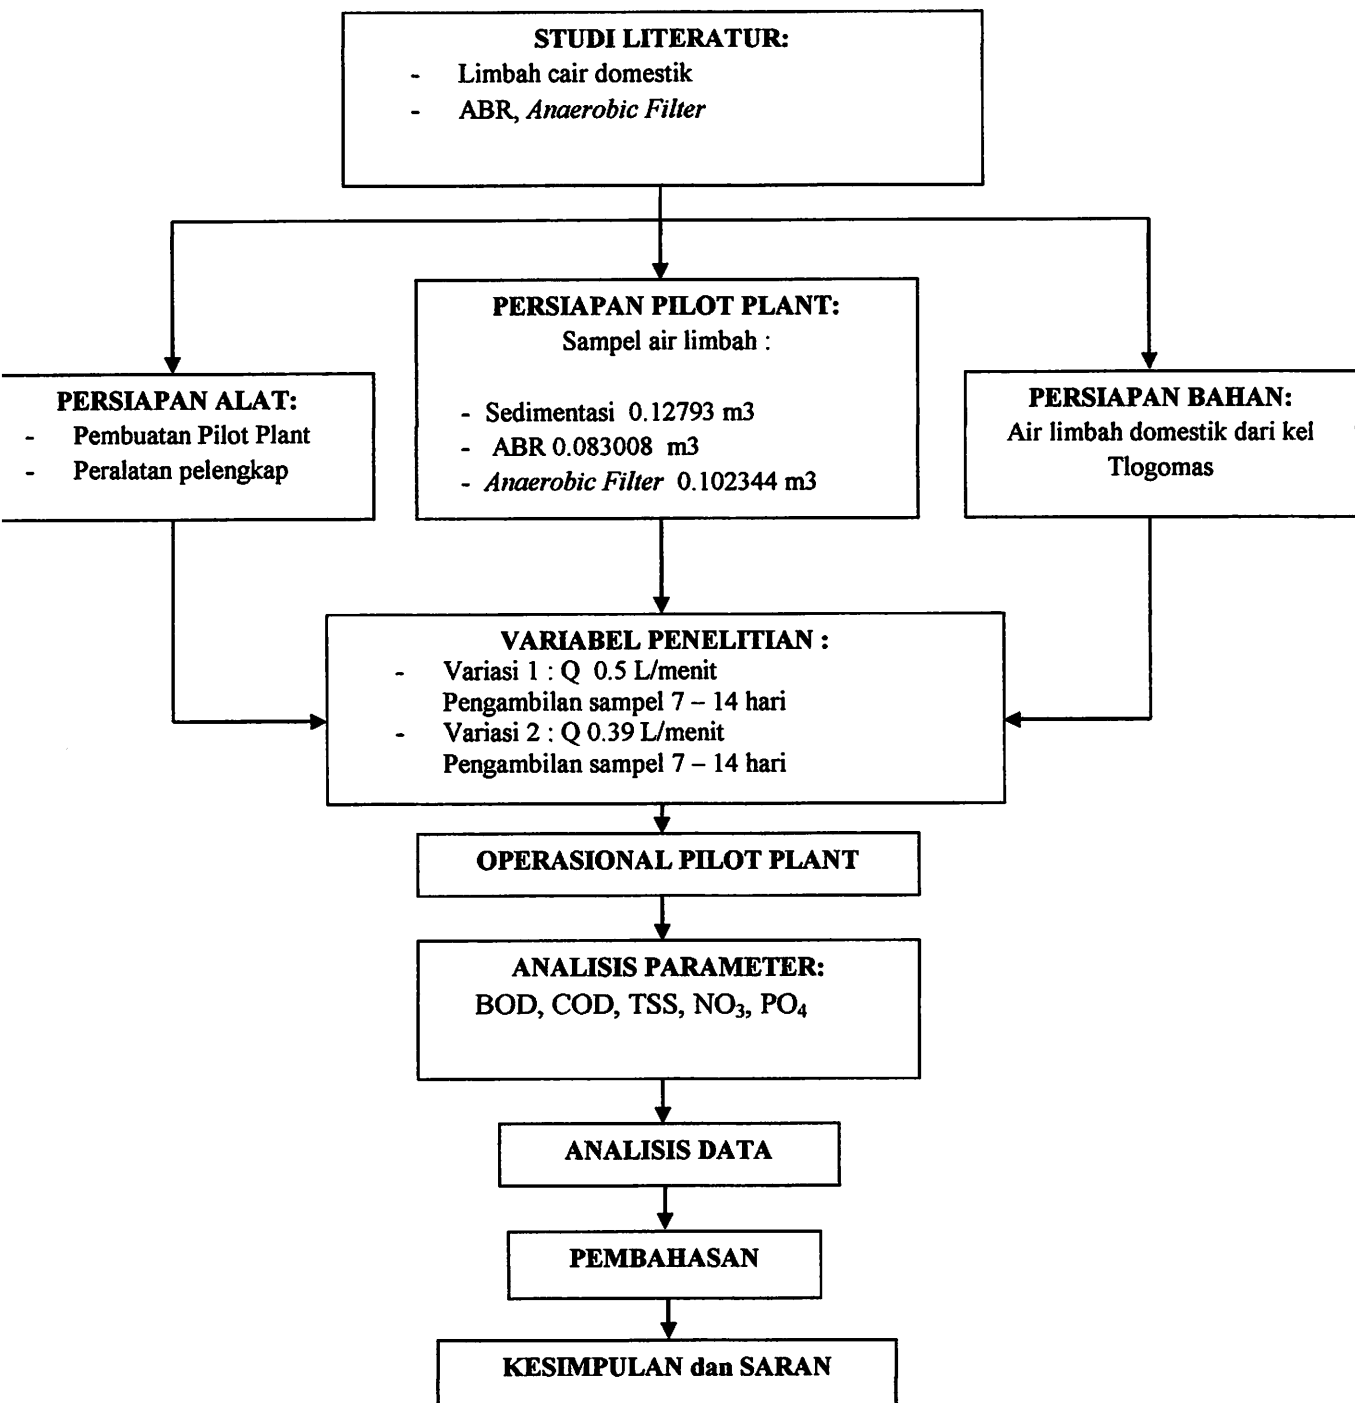 STUDI LITERATUR:
- Limbah cair domestik
- ABR, Anaerobic Filter
PERSIAPAN PILOT PLANT:
Sampel air limbah :
- Sedimentasi 0.12793 m3
- ABR 0.083008 m3
- Anaerobic Filter 0.102344 m3
PERSIAPAN ALAT:
- Pembuatan Pilot Plant
- Peralatan pelengkap
PERSIAPAN BAHAN:
Air limbah domestik dari kel
Tlogomas
VARIABEL PENELITIAN :
- Variasi 1 : Q 0.5 L/menit
Pengambilan sampel 7 – 14 hari
- Variasi 2 : Q 0.39 L/menit
Pengambilan sampel 7 – 14 hari
OPERASIONAL PILOT PLANT
ANALISIS PARAMETER:
BOD, COD, TSS, NO₃, PO₄
ANALISIS DATA
PEMBAHASAN
KESIMPULAN dan SARAN